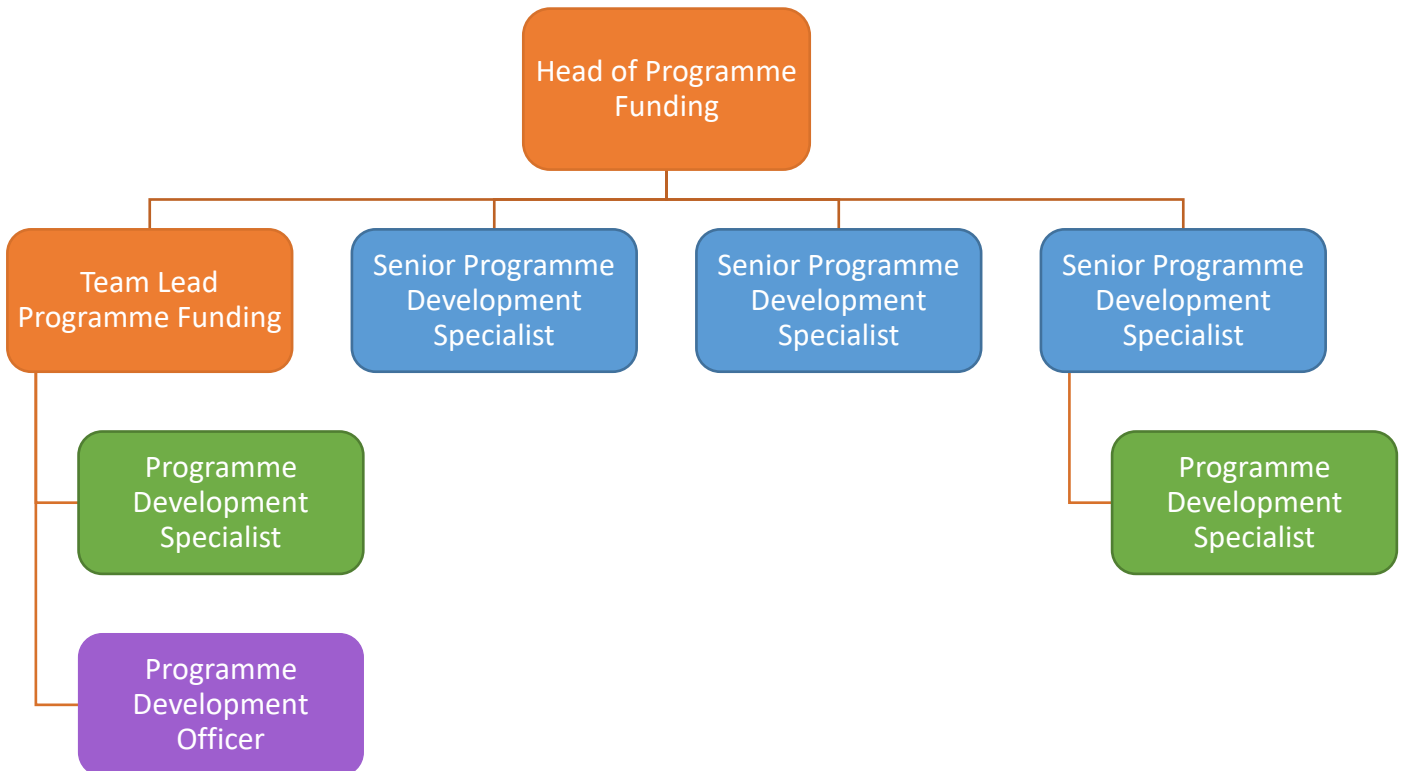 Head of Programme
Funding
Team Lead
Programme Funding
Senior Programme
Development
Specialist
Senior Programme
Development
Specialist
Senior Programme
Development
Specialist
Programme
Development
Specialist
Programme
Development
Specialist
Programme
Development
Officer